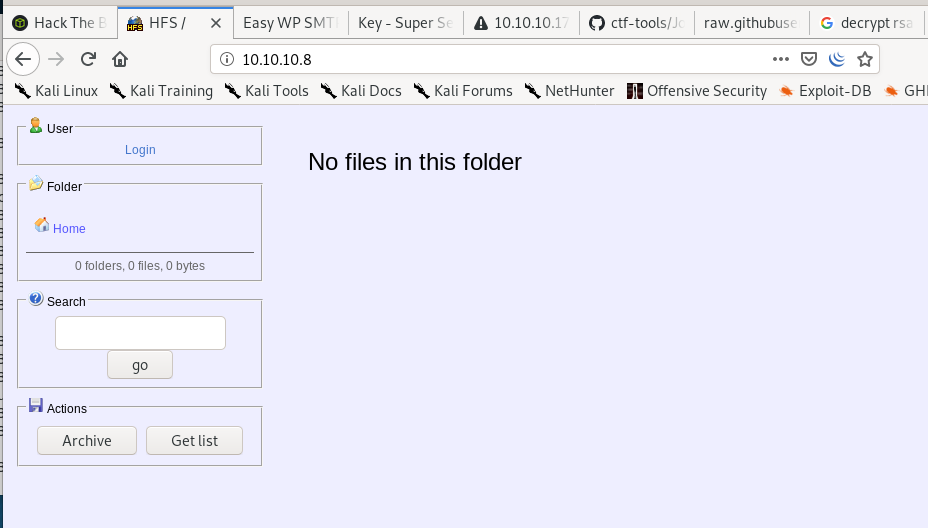 Hack The B HFS / Easy WP SMT Key - Super Se 10.10.10.17 ctf-tools/Jo raw.githubuse decrypt rsa
10.10.10.8
Kali Linux Kali Training Kali Tools Kali Docs Kali Forums NetHunter Offensive Security Exploit-DB GH
User
Login
No files in this folder
Folder
Home
0 folders, 0 files, 0 bytes
Search
go
Actions
Archive Get list